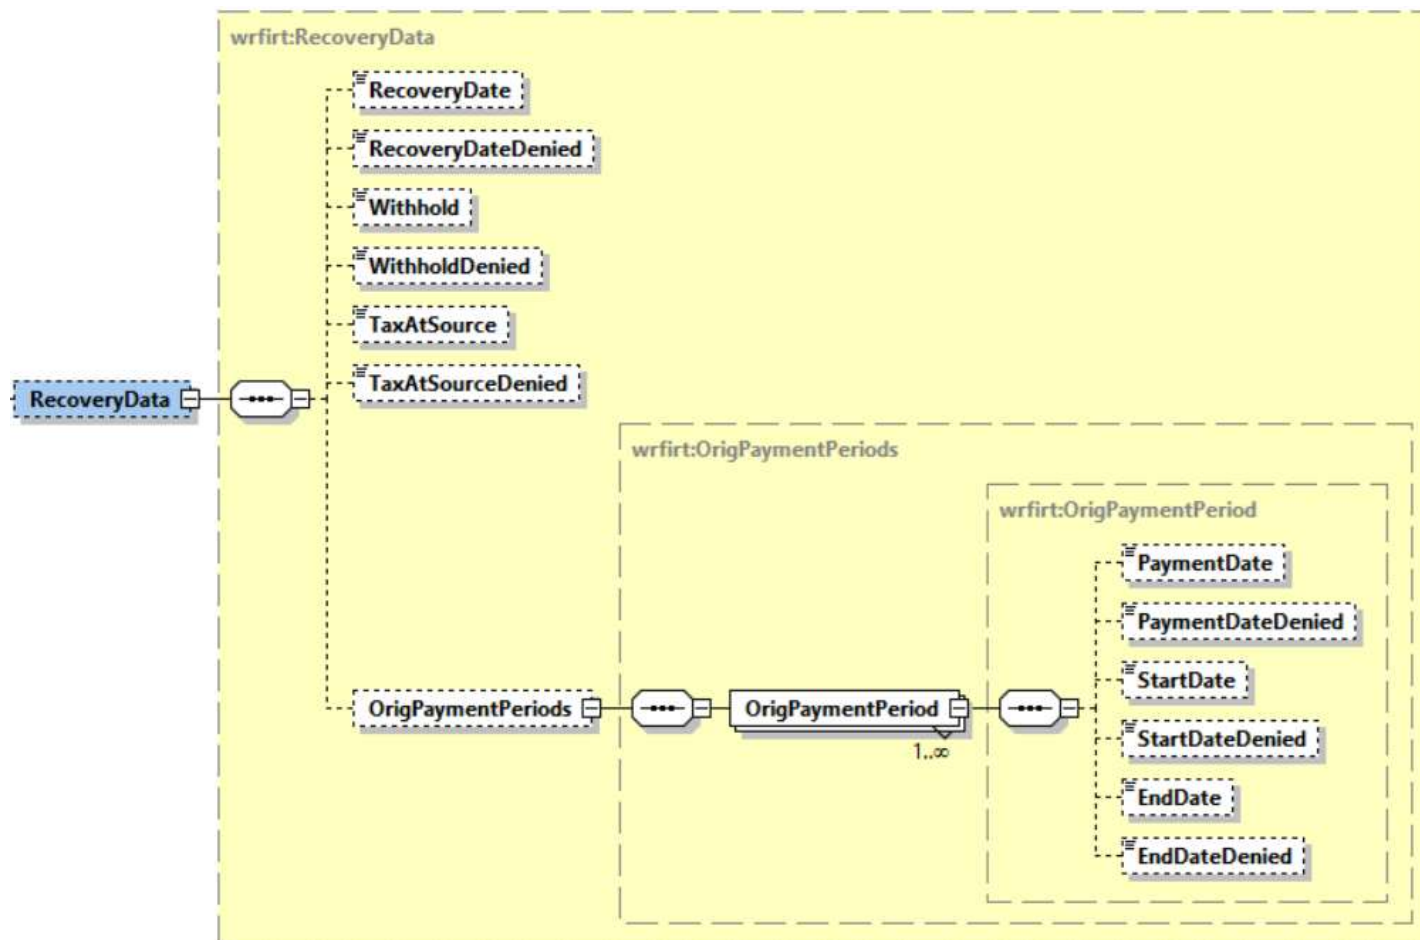 wrfirt:RecoveryData
RecoveryDate
RecoveryDateDenied
Withhold
WithholdDenied
TaxAtSource
TaxAtSourceDenied
RecoveryData
wrfirt:OrigPaymentPeriods
wrfirt:OrigPaymentPeriod
PaymentDate
PaymentDateDenied
StartDate
OrigPaymentPeriods
OrigPaymentPeriod
1..∞
StartDateDenied
EndDate
EndDateDenied